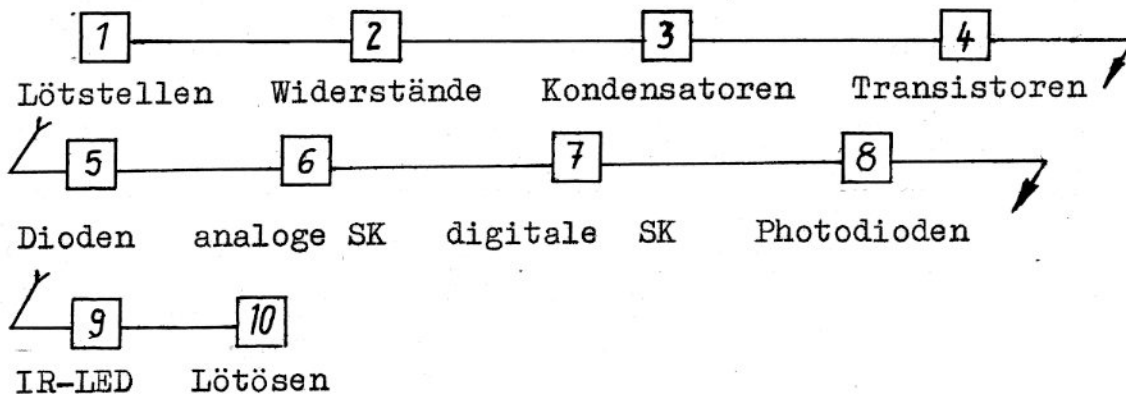 1 2 3 4
Lötstellen Widerstände Kondensatoren Transistoren
5 6 7 8
Dioden analoge SK digitale SK Photodioden
9 10
IR-LED Lötösen